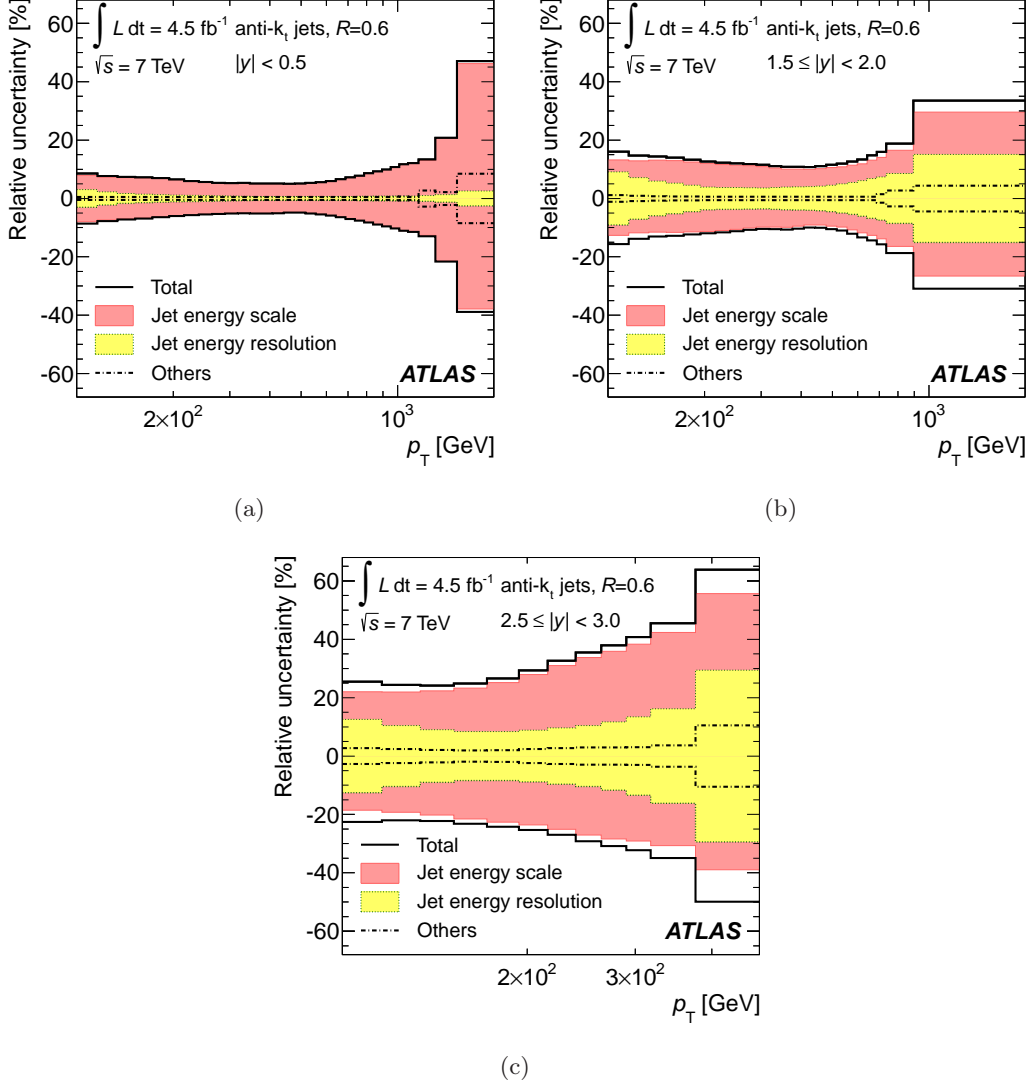 Relative uncertainty [%]
∫ L dt = 4.5 fb⁻¹ anti-kₜ jets, R=0.6
√s = 7 TeV |y| < 0.5
60
40
20
0
-20
-40
-60
Total
Jet energy scale
Jet energy resolution
Others
ATLAS
2×10² 10³
p_T [GeV]
(a)
Relative uncertainty [%]
∫ L dt = 4.5 fb⁻¹ anti-kₜ jets, R=0.6
√s = 7 TeV 1.5 ≤ |y| < 2.0
60
40
20
0
-20
-40
-60
Total
Jet energy scale
Jet energy resolution
Others
ATLAS
2×10² 10³
p_T [GeV]
(b)
Relative uncertainty [%]
∫ L dt = 4.5 fb⁻¹ anti-kₜ jets, R=0.6
√s = 7 TeV 2.5 ≤ |y| < 3.0
60
40
20
0
-20
-40
-60
Total
Jet energy scale
Jet energy resolution
Others
ATLAS
2×10² 3×10²
p_T [GeV]
(c)